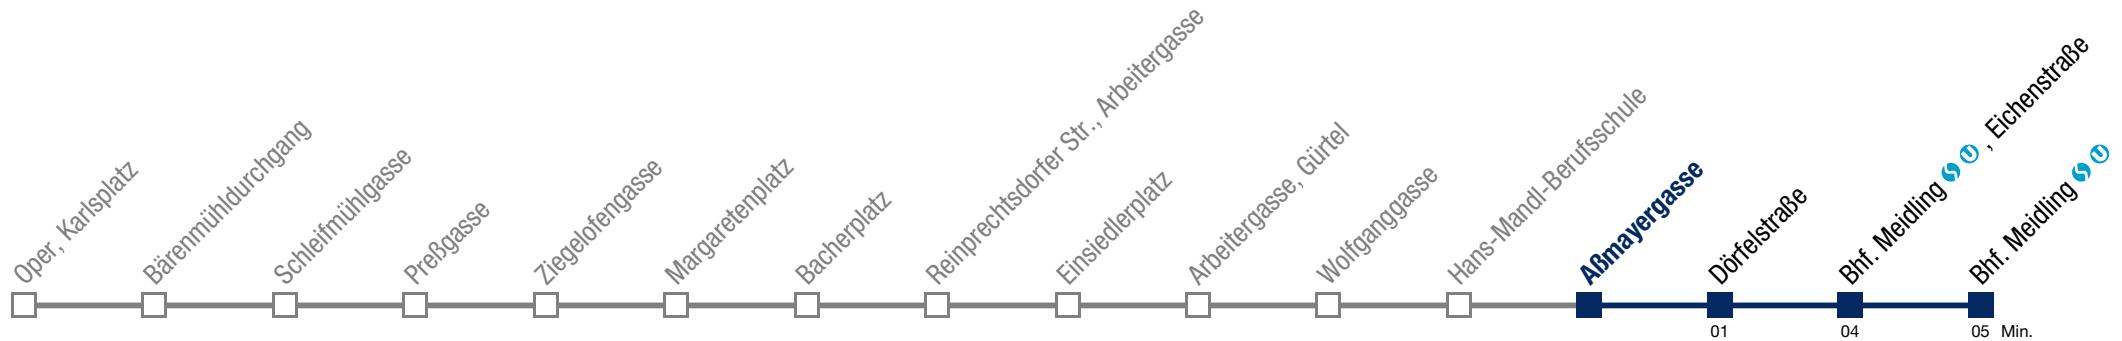 Oper, Karlsplatz
Bärenmühldurchgang
Schleifmühlgasse
Preßgasse
Ziegelofengasse
Margaretenplatz
Bacherplatz
Reinprechtsdorfer Str., Arbeitergasse
Einsiedlerplatz
Arbeitergasse, Gürtel
Wolfganggasse
Hans-Mandl-Berufsschule
Aßmayergasse
Dörfelstraße
Bhf. Meidling S U , Eichenstraße
Bhf. Meidling S U
01 04 05 Min.